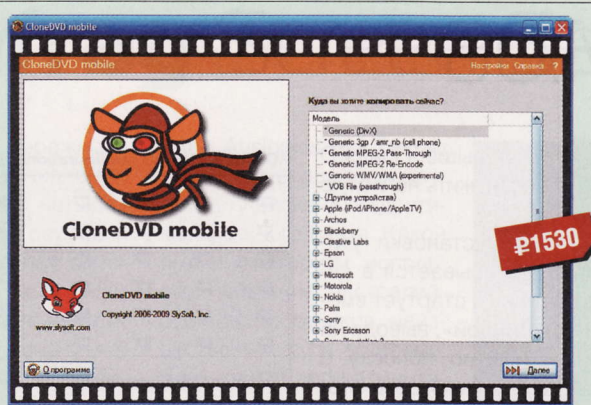 CloneDVD mobile
CloneDVD mobile
Настройки Справка ?
CloneDVD mobile
CloneDVD mobile
Copyright 2006-2009 SlySoft, Inc.
www.slysoft.com
О программе
Куда вы хотите копировать сейчас?
Модель
* Generic (DivX)
* Generic 3gp / amr_nb (cell phone)
* Generic MPEG-2 Pass-Through
* Generic MPEG-2 Re-Encode
* Generic WMV/WMA (experimental)
* VOB File (passthrough)
(Другие устройства)
Apple (iPod/iPhone/AppleTV)
Archos
Blackberry
Creative Labs
Epson
LG
Microsoft
Motorola
Nokia
Palm
Sony
Sony Ericsson
Sony Playstation 3
Далее
₽1530